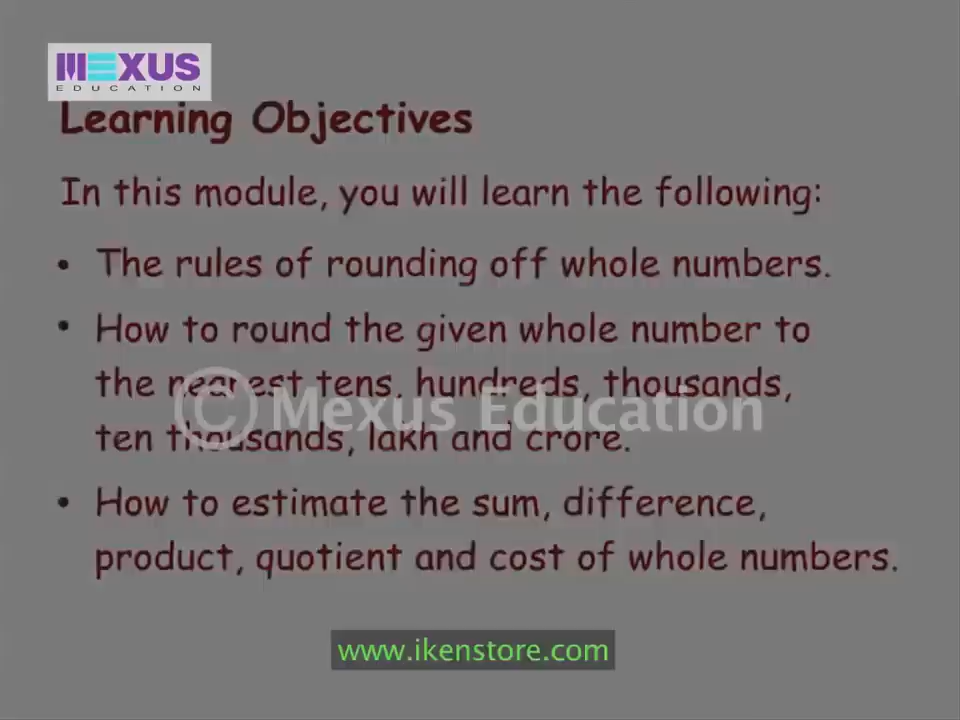 MEXUS
EDUCATION
Learning Objectives
In this module, you will learn the following:
• The rules of rounding off whole numbers.
• How to round the given whole number to
the nearest tens, hundreds, thousands,
© Mexus Education
ten thousands, lakh and crore.
• How to estimate the sum, difference,
product, quotient and cost of whole numbers.
www.ikenstore.com